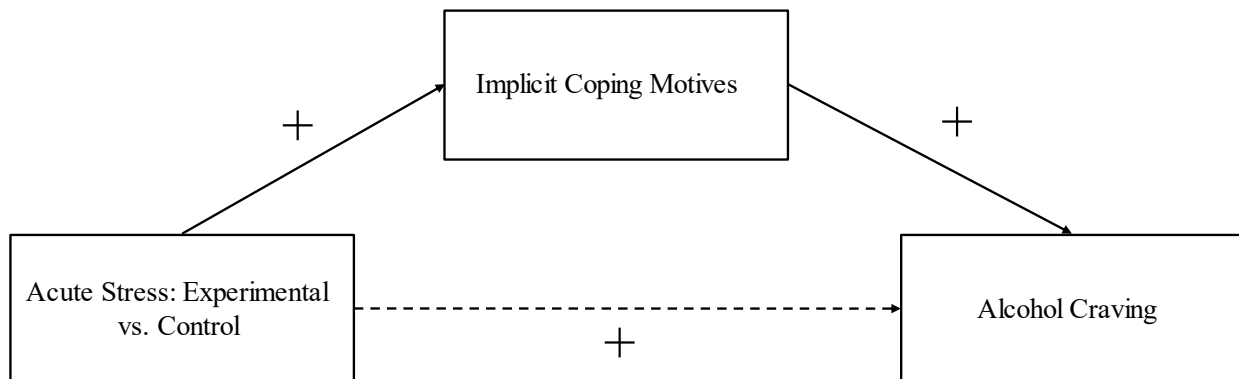 Implicit Coping Motives
+
+
Acute Stress: Experimental
vs. Control
Alcohol Craving
+